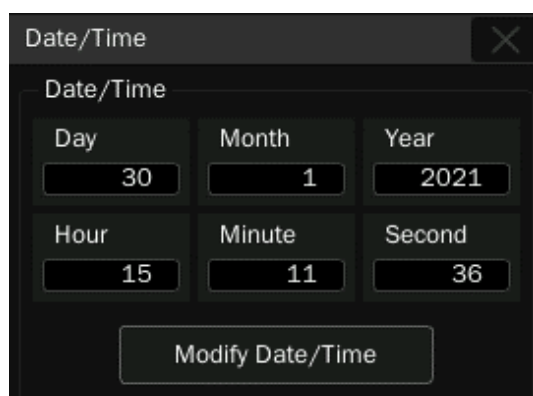 Date/Time
Date/Time
Day Month Year
30 1 2021
Hour Minute Second
15 11 36
Modify Date/Time